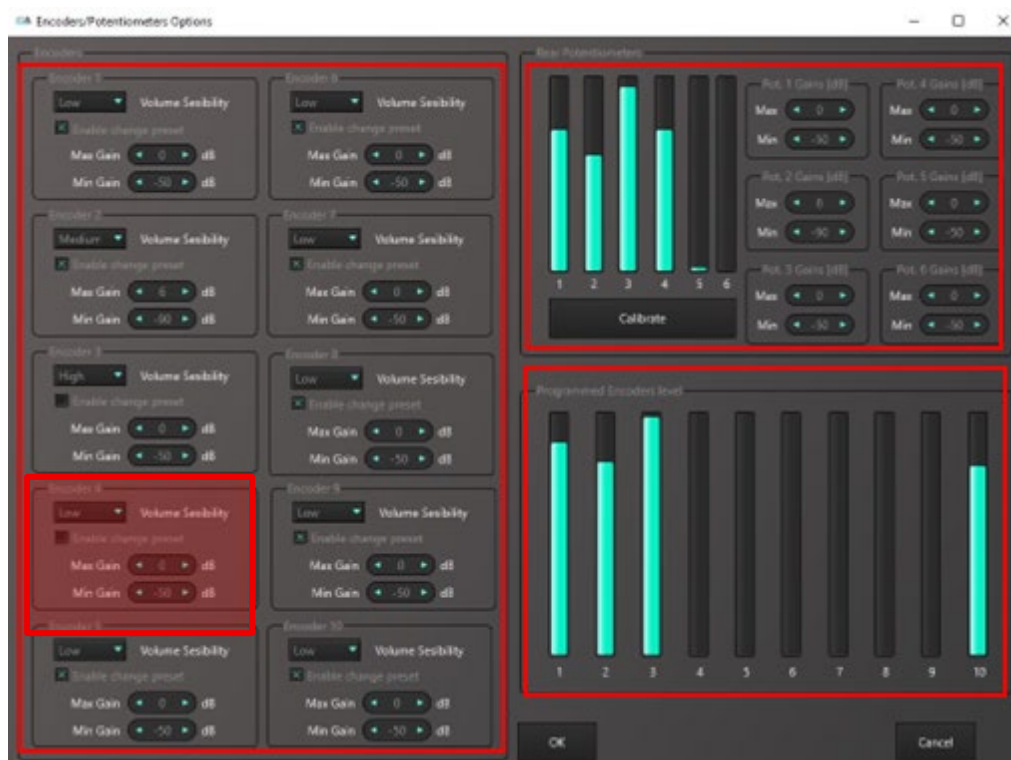 Encoders/Potentiometers Options
Encoders
Encoder 1
Low Volume Sesibility
Enable change preset
Max Gain 0 dB
Min Gain -50 dB
Encoder 2
Medium Volume Sesibility
Enable change preset
Max Gain 6 dB
Min Gain -90 dB
Encoder 3
High Volume Sesibility
Enable change preset
Max Gain 0 dB
Min Gain -50 dB
Encoder 4
Low Volume Sesibility
Enable change preset
Max Gain 0 dB
Min Gain -50 dB
Encoder 5
Low Volume Sesibility
Enable change preset
Max Gain 0 dB
Min Gain -50 dB
Encoder 6
Low Volume Sesibility
Enable change preset
Max Gain 0 dB
Min Gain -50 dB
Encoder 7
Low Volume Sesibility
Enable change preset
Max Gain 0 dB
Min Gain -50 dB
Encoder 8
Low Volume Sesibility
Enable change preset
Max Gain 0 dB
Min Gain -50 dB
Encoder 9
Low Volume Sesibility
Enable change preset
Max Gain 0 dB
Min Gain -50 dB
Encoder 10
Low Volume Sesibility
Enable change preset
Max Gain 0 dB
Min Gain -50 dB
Rear Potentiometers
1 2 3 4 5 6
Calibrate
Pot. 1 Gains [dB]
Max 0
Min -50
Pot. 2 Gains [dB]
Max 0
Min -90
Pot. 3 Gains [dB]
Max 0
Min -50
Pot. 4 Gains [dB]
Max 0
Min -50
Pot. 5 Gains [dB]
Max 0
Min -50
Pot. 6 Gains [dB]
Max 0
Min -50
Programmed Encoders level
1 2 3 4 5 6 7 8 9 10
OK
Cancel